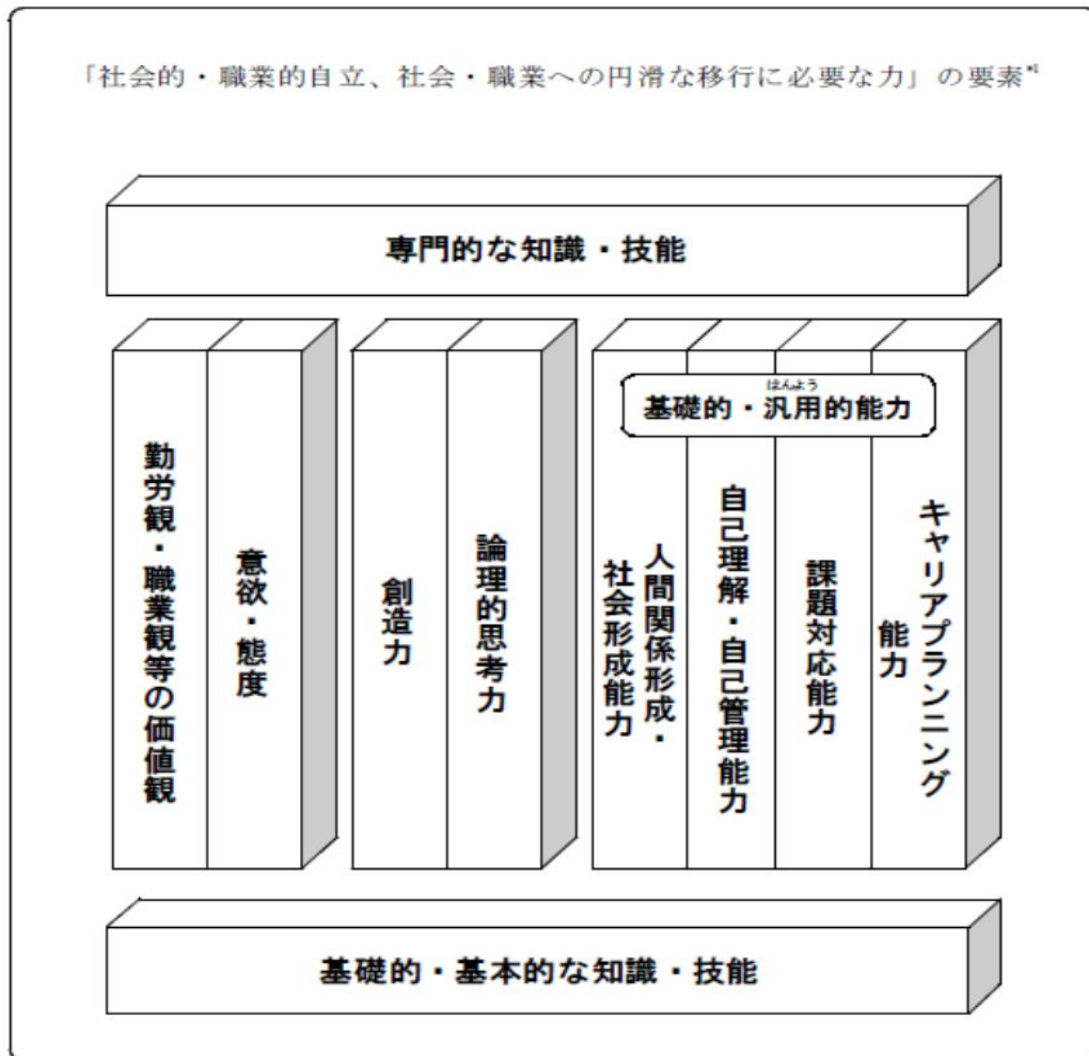 「社会的・職業的自立、社会・職業への円滑な移行に必要な力」の要素*1
専門的な知識・技能
はんよう
基礎的・汎用的能力
勤労観・職業観等の価値観
意欲・態度
創造力
論理的思考力
人間関係形成・
社会形成能力
自己理解・自己管理能力
課題対応能力
キャリアプランニング
能力
基礎的・基本的な知識・技能